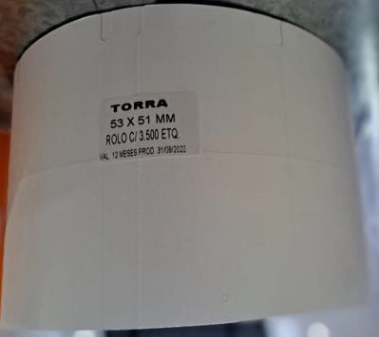 TORRA
53 X 51 MM
ROLO C/ 3.500 ETQ.
VAL 12 MESES PROD 31/08/2022